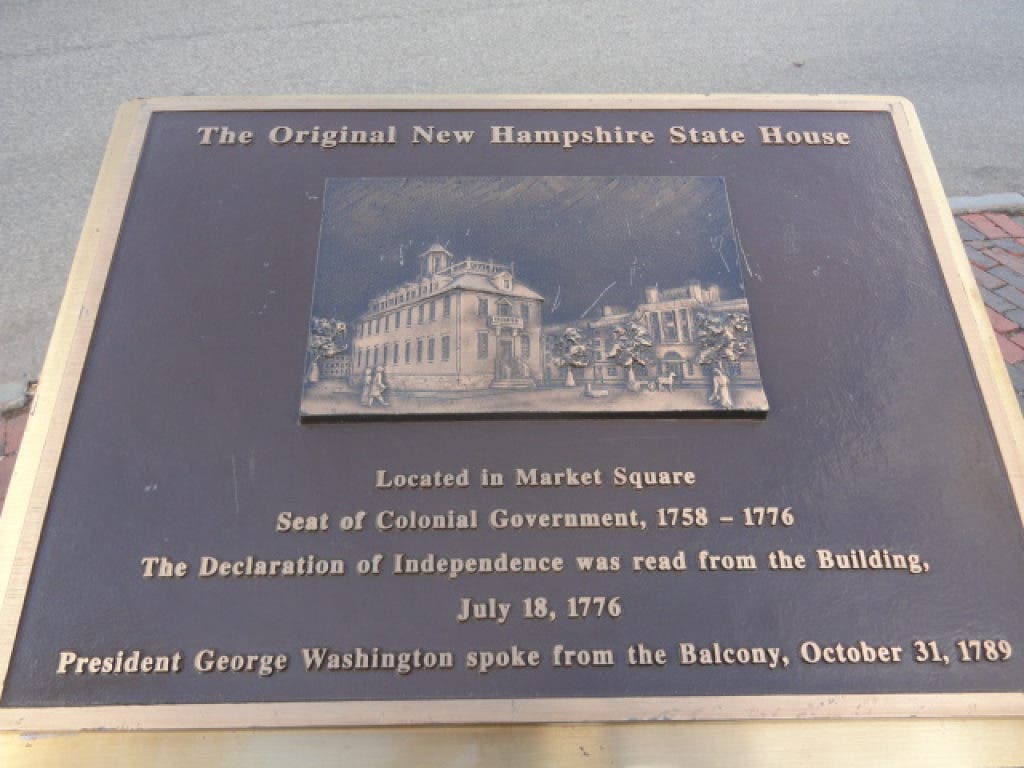 The Original New Hampshire State House
Located in Market Square
Seat of Colonial Government, 1758 – 1776
The Declaration of Independence was read from the Building,
July 18, 1776
President George Washington spoke from the Balcony, October 31, 1789